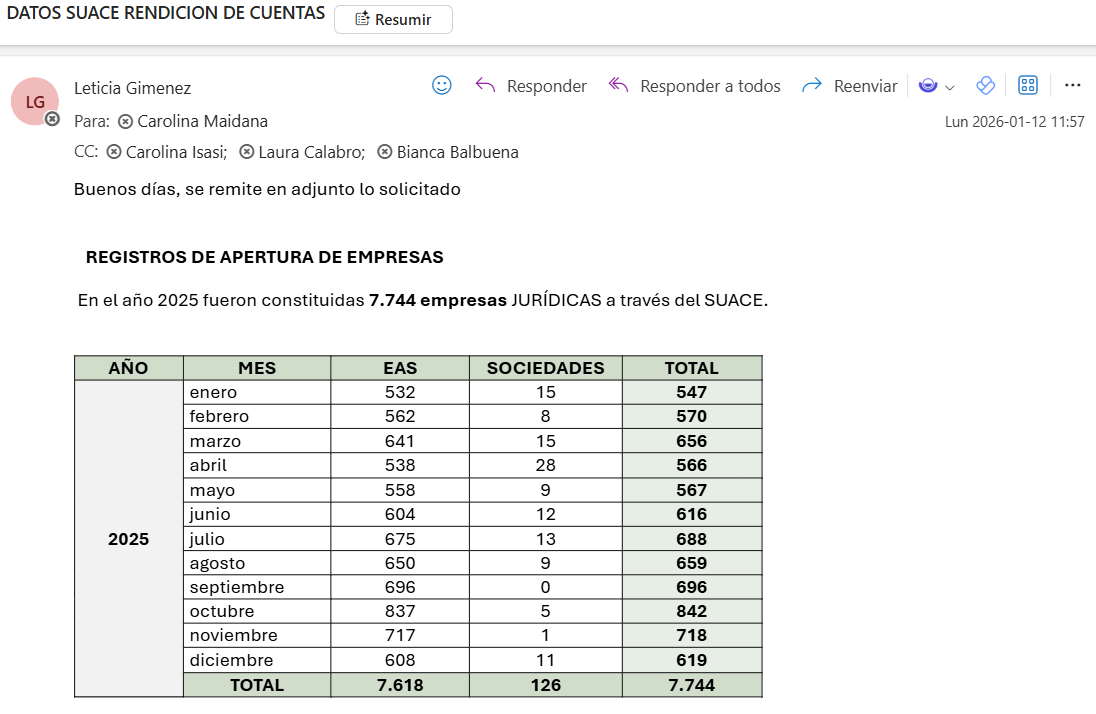 DATOS SUACE RENDICION DE CUENTAS Resumir
LG
Leticia Gimenez
Responder Responder a todos Reenviar
Para: Carolina Maidana
Lun 2026-01-12 11:57
CC: Carolina Isasi; Laura Calabro; Bianca Balbuena
Buenos días, se remite en adjunto lo solicitado
REGISTROS DE APERTURA DE EMPRESAS
En el año 2025 fueron constituidas 7.744 empresas JURÍDICAS a través del SUACE.
AÑO MES EAS SOCIEDADES TOTAL
enero 532 15 547
febrero 562 8 570
marzo 641 15 656
abril 538 28 566
mayo 558 9 567
junio 604 12 616
2025 julio 675 13 688
agosto 650 9 659
septiembre 696 0 696
octubre 837 5 842
noviembre 717 1 718
diciembre 608 11 619
TOTAL 7.618 126 7.744